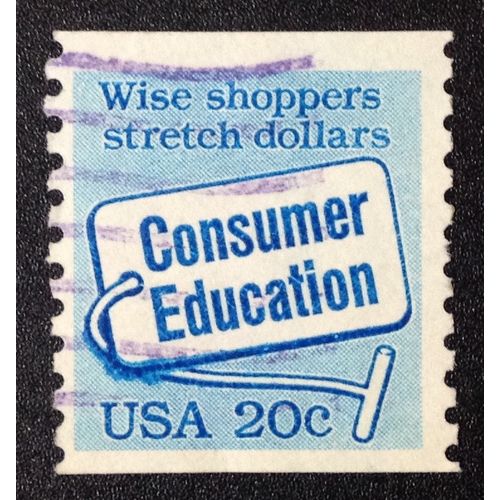 Wise shoppers
stretch dollars
Consumer
Education
USA 20c